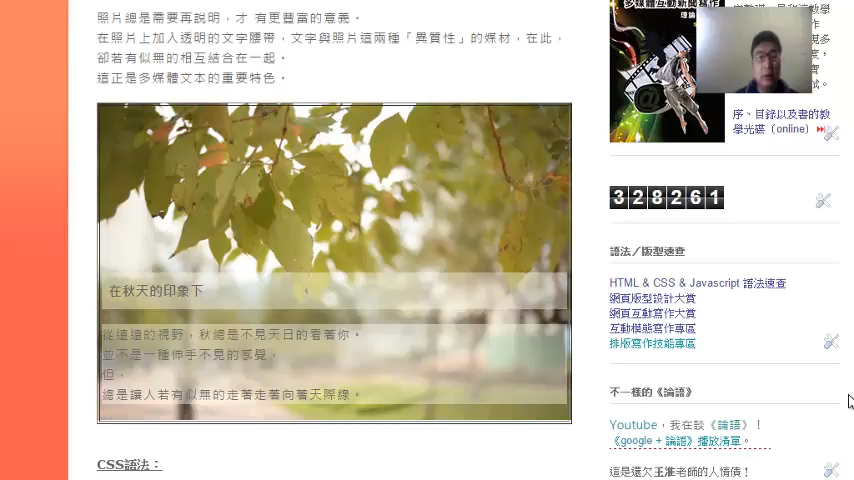 照片總是需要再說明，才 有更豐富的意義。
在照片上加入透明的文字腰帶，文字與照片這兩種「異質性」的媒材，在此，
卻若有似無的相互結合在一起。
這正是多媒體文本的重要特色。
在秋天的印象下
從這遠的視野，秋總是不見天日的看著你。
並不是一種伸手不見的感覺，
但，
總是讓人若有似無的走著走著向著天際線。
CSS語法：
多媒體互動新聞寫作
理論
序、目錄以及書的教
學光碟（online）
328261
語法／版型速查
HTML & CSS & Javascript 語法速查
網頁版型設計大賞
網頁互動寫作大賞
互動模態寫作專區
排版寫作技能專區
不一樣的《論語》
Youtube，我在談《論語》！
《google + 論語》播放清單。
這是還欠王淮老師的人情債！